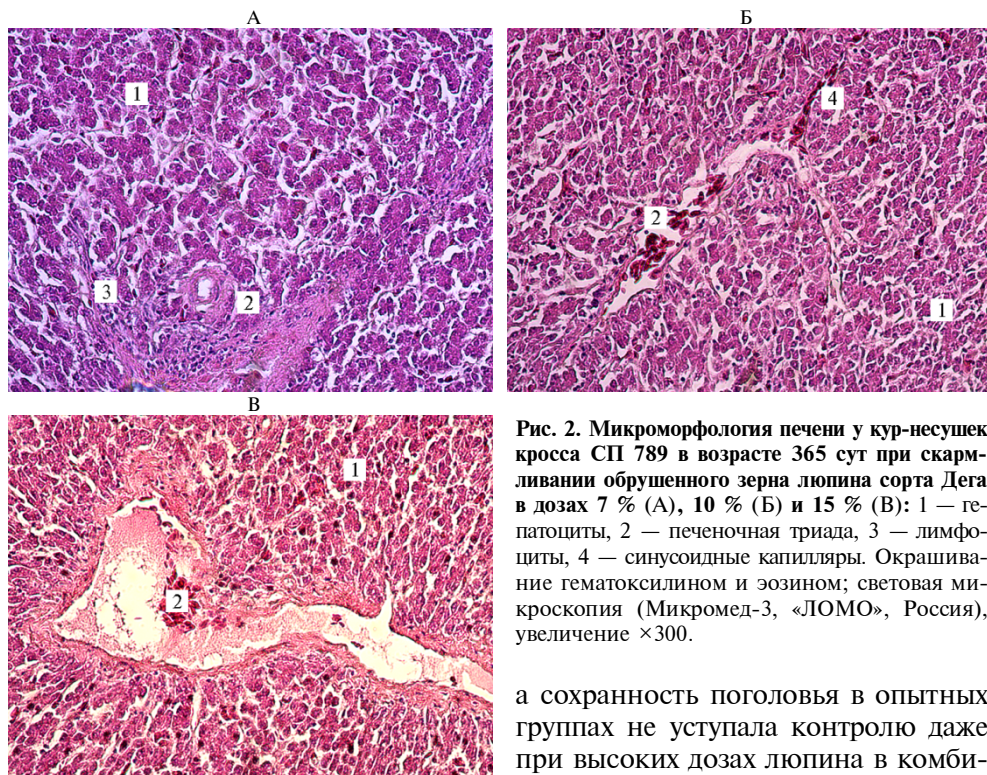 А
Б
1
3
2
4
2
1
В
1
2
Рис. 2. Микроморфология печени у кур-несушек
кросса СП 789 в возрасте 365 сут при скарм-
ливании обрушенного зерна люпина сорта Дега
в дозах 7 % (А), 10 % (Б) и 15 % (В): 1 — ге-
патоциты, 2 — печеночная триада, 3 — лимфо-
циты, 4 — синусоидные капилляры. Окрашива-
ние гематоксилином и эозином; световая ми-
кроскопия (Микромед-3, «ЛОМО», Россия),
увеличение ×300.
а сохранность поголовья в опытных
группах не уступала контролю даже
при высоких дозах люпина в комби-